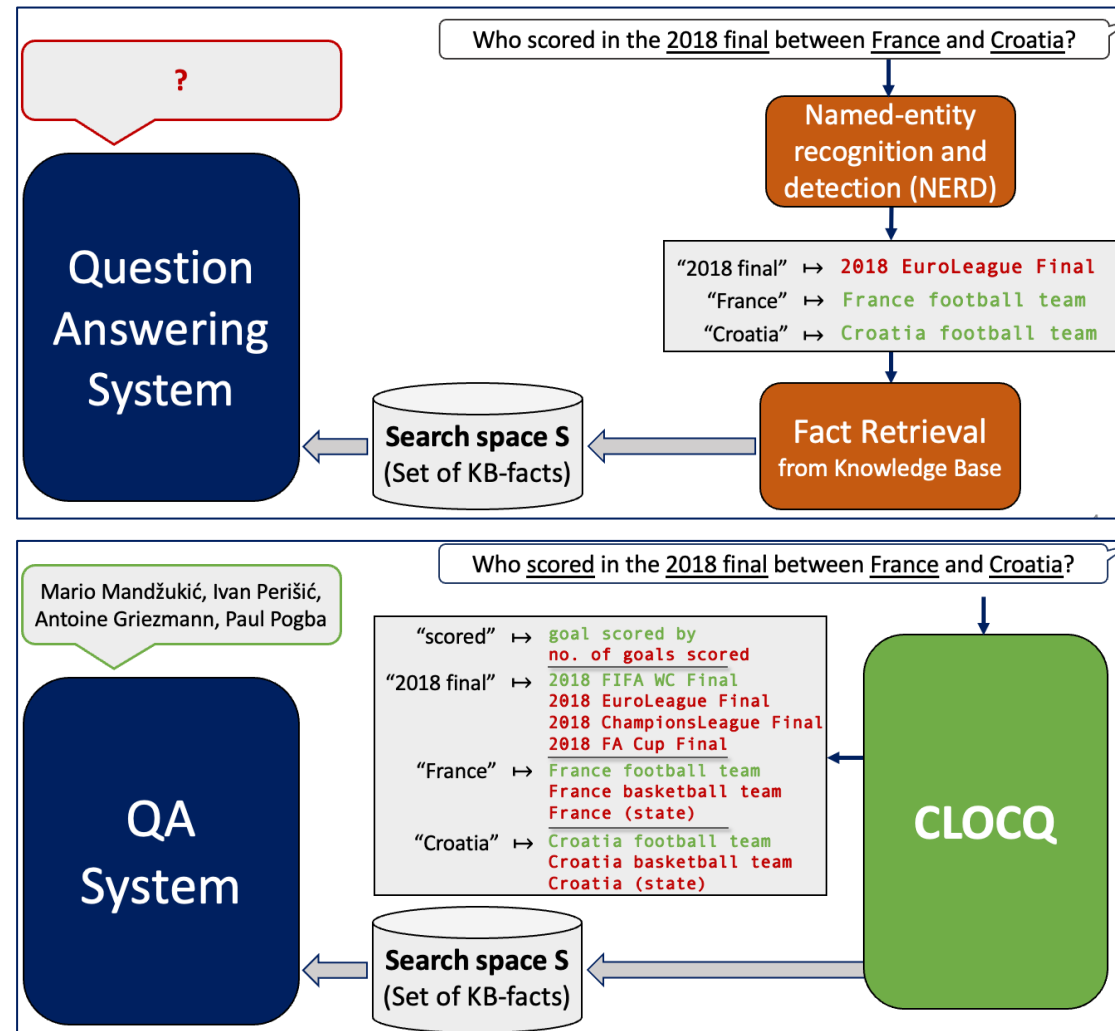 Who scored in the 2018 final between France and Croatia?
?
Named-entity
recognition and
detection (NERD)
Question
Answering
System
“2018 final” ↦ 2018 EuroLeague Final
“France” ↦ France football team
“Croatia” ↦ Croatia football team
Search space S
(Set of KB-facts)
Fact Retrieval
from Knowledge Base
Who scored in the 2018 final between France and Croatia?
Mario Mandžukić, Ivan Perišić,
Antoine Griezmann, Paul Pogba
“scored” ↦ goal scored by
no. of goals scored
“2018 final” ↦ 2018 FIFA WC Final
2018 EuroLeague Final
2018 ChampionsLeague Final
2018 FA Cup Final
“France” ↦ France football team
France basketball team
France (state)
“Croatia” ↦ Croatia football team
Croatia basketball team
Croatia (state)
QA
System
CLOCQ
Search space S
(Set of KB-facts)